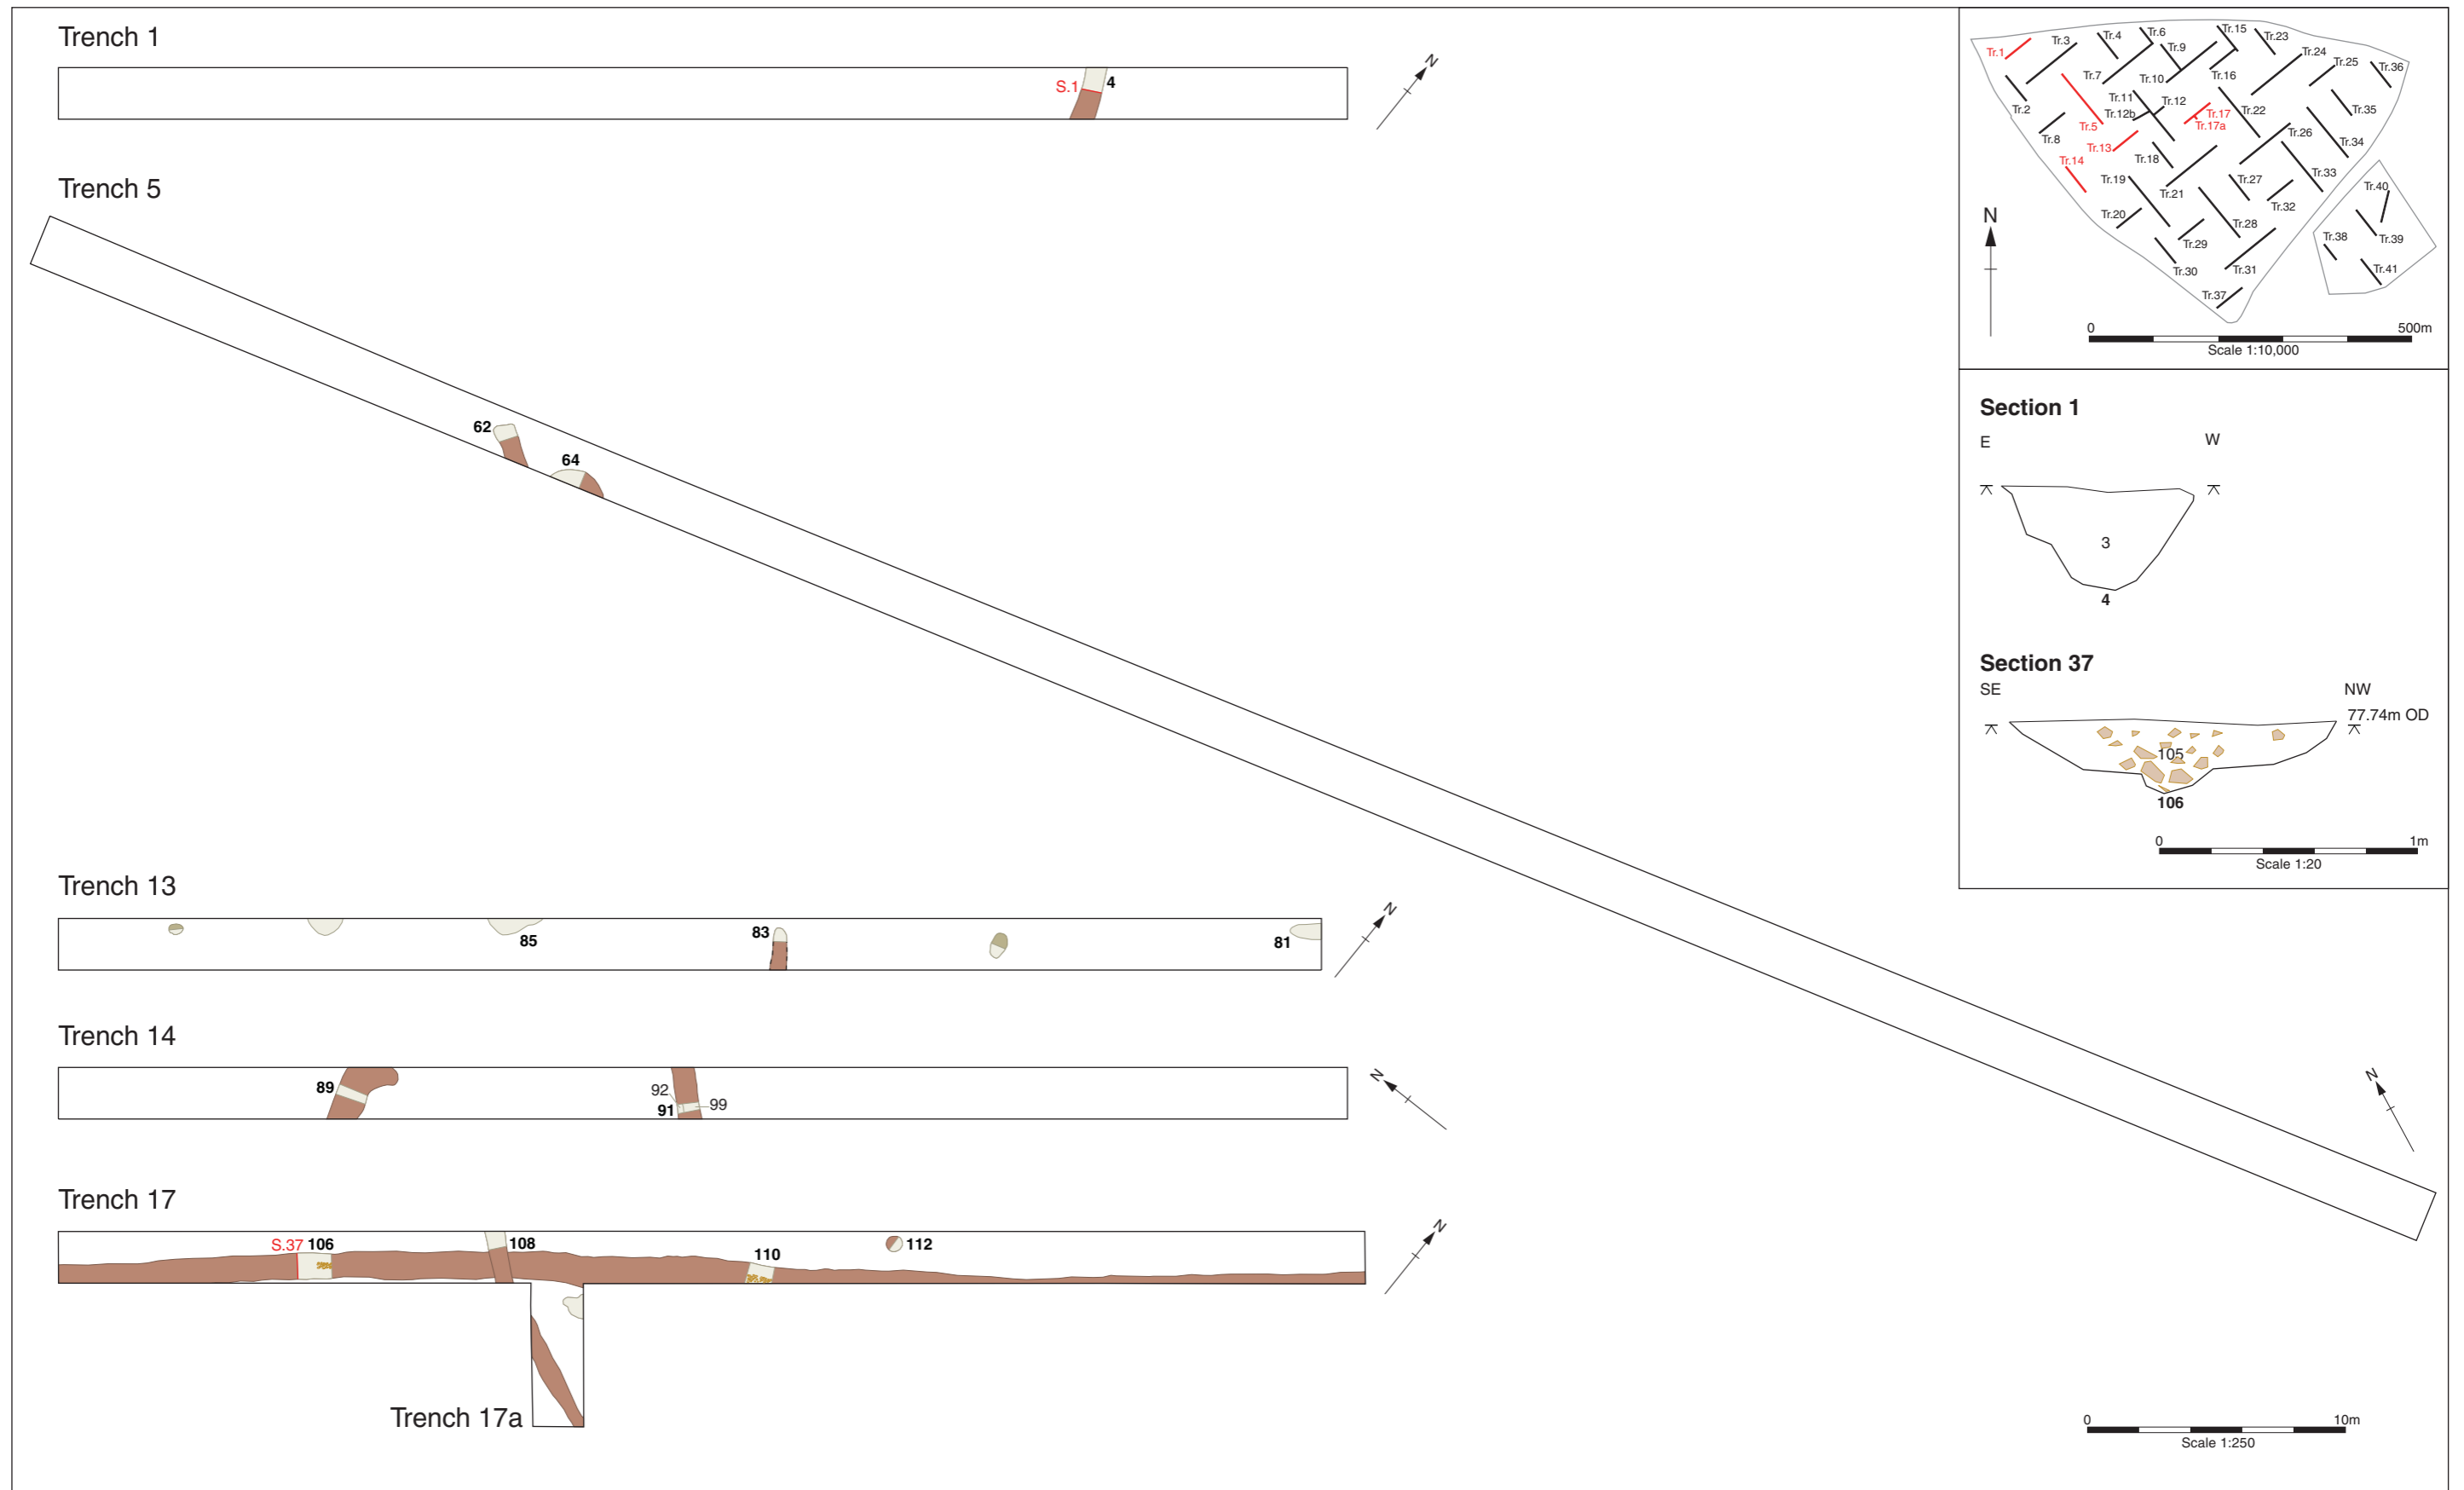 Trench 1
S.1
4
N
Trench 5
62
64
N
Trench 13
85
83
81
N
Trench 14
89
92
91
99
N
Trench 17
S.37 106
108
110
112
N
Trench 17a
0 10m
Scale 1:250
Tr.1
Tr.3
Tr.4
Tr.6
Tr.9
Tr.15
Tr.23
Tr.24
Tr.25
Tr.36
Tr.7
Tr.10
Tr.16
Tr.2
Tr.11
Tr.12
Tr.12b
Tr.17
Tr.17a
Tr.22
Tr.35
Tr.5
Tr.8
Tr.13
Tr.26
Tr.34
Tr.14
Tr.18
Tr.33
Tr.19
Tr.21
Tr.27
Tr.40
Tr.20
Tr.32
Tr.28
Tr.29
Tr.38
Tr.39
Tr.30
Tr.31
Tr.41
Tr.37
N
0 500m
Scale 1:10,000
Section 1
E W
3
4
Section 37
SE NW
77.74m OD
105
106
0 1m
Scale 1:20